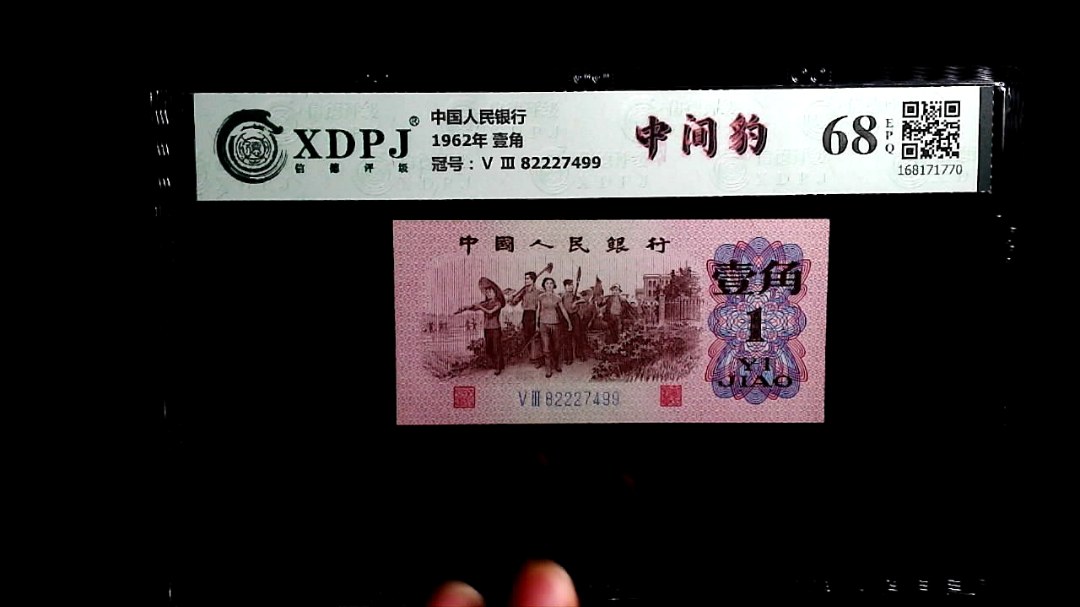 XDPJ®
信德评级
中国人民银行
1962年 壹角
冠号：V Ⅲ 82227499
中间豹
68
EPQ
168171770
中國人民銀行
壹角
1
YI
JIAO
V Ⅲ 82227499